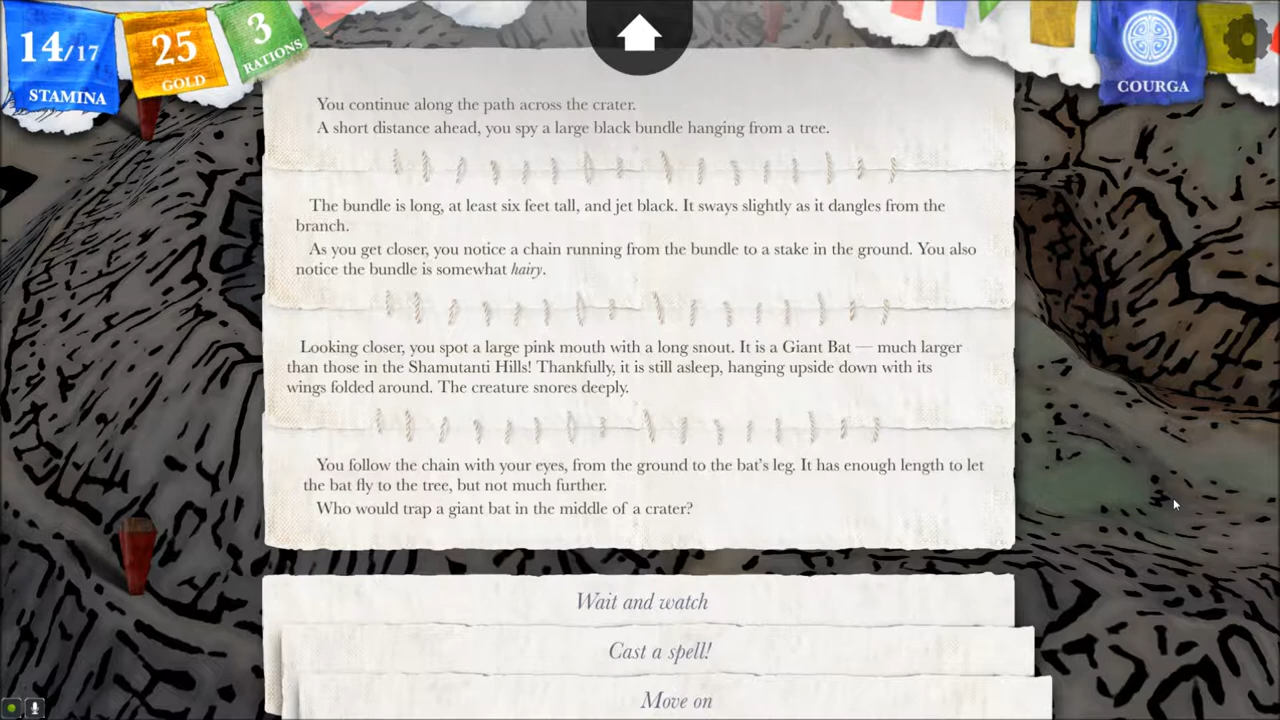 14/17
STAMINA
25
GOLD
3
RATIONS
COURGA
You continue along the path across the crater.
A short distance ahead, you spy a large black bundle hanging from a tree.
The bundle is long, at least six feet tall, and jet black. It sways slightly as it dangles from the
branch.
As you get closer, you notice a chain running from the bundle to a stake in the ground. You also
notice the bundle is somewhat hairy.
Looking closer, you spot a large pink mouth with a long snout. It is a Giant Bat — much larger
than those in the Shamutanti Hills! Thankfully, it is still asleep, hanging upside down with its
wings folded around. The creature snores deeply.
You follow the chain with your eyes, from the ground to the bat's leg. It has enough length to let
the bat fly to the tree, but not much further.
Who would trap a giant bat in the middle of a crater?
Wait and watch
Cast a spell!
Move on